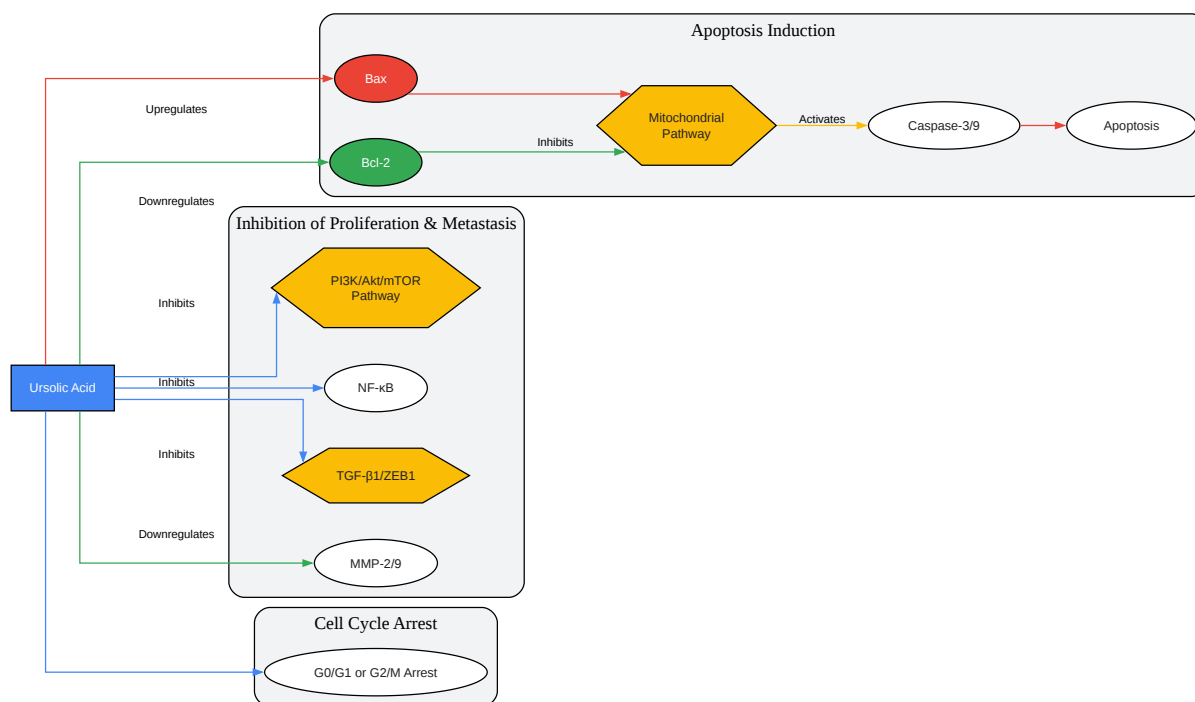 Apoptosis Induction
Bax
Upregulates
Mitochondrial
Pathway
Activates
Caspase-3/9
Apoptosis
Inhibits
Bcl-2
Downregulates
Inhibition of Proliferation & Metastasis
PI3K/Akt/mTOR
Pathway
Inhibits
Ursolic Acid
Inhibits
NF-κB
Inhibits
TGF-β1/ZEB1
Downregulates
MMP-2/9
Cell Cycle Arrest
G0/G1 or G2/M Arrest